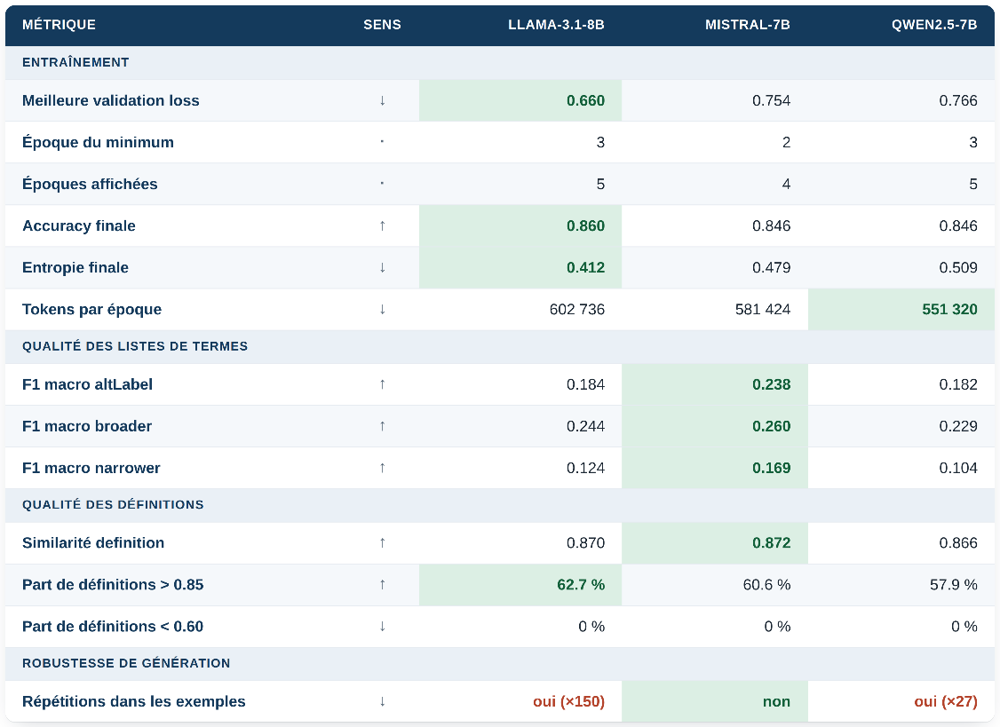 MÉTRIQUE SENS LLAMA-3.1-8B MISTRAL-7B QWEN2.5-7B
ENTRAÎNEMENT
Meilleure validation loss ↓ 0.660 0.754 0.766
Époque du minimum · 3 2 3
Époques affichées · 5 4 5
Accuracy finale ↑ 0.860 0.846 0.846
Entropie finale ↓ 0.412 0.479 0.509
Tokens par époque ↓ 602 736 581 424 551 320
QUALITÉ DES LISTES DE TERMES
F1 macro altLabel ↑ 0.184 0.238 0.182
F1 macro broader ↑ 0.244 0.260 0.229
F1 macro narrower ↑ 0.124 0.169 0.104
QUALITÉ DES DÉFINITIONS
Similarité definition ↑ 0.870 0.872 0.866
Part de définitions > 0.85 ↑ 62.7 % 60.6 % 57.9 %
Part de définitions < 0.60 ↓ 0 % 0 % 0 %
ROBUSTESSE DE GÉNÉRATION
Répétitions dans les exemples ↓ oui (×150) non oui (×27)